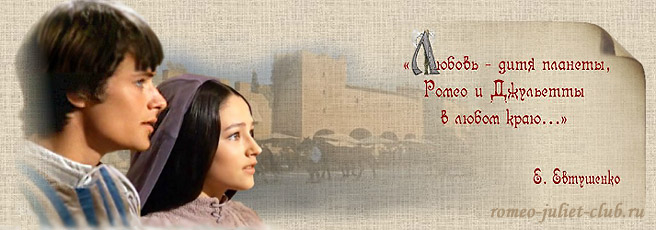 «Любовь - дитя планеты,
Ромео и Джульетты
в любом краю...»
Е. Евтушенко
romeo-juliet-club.ru